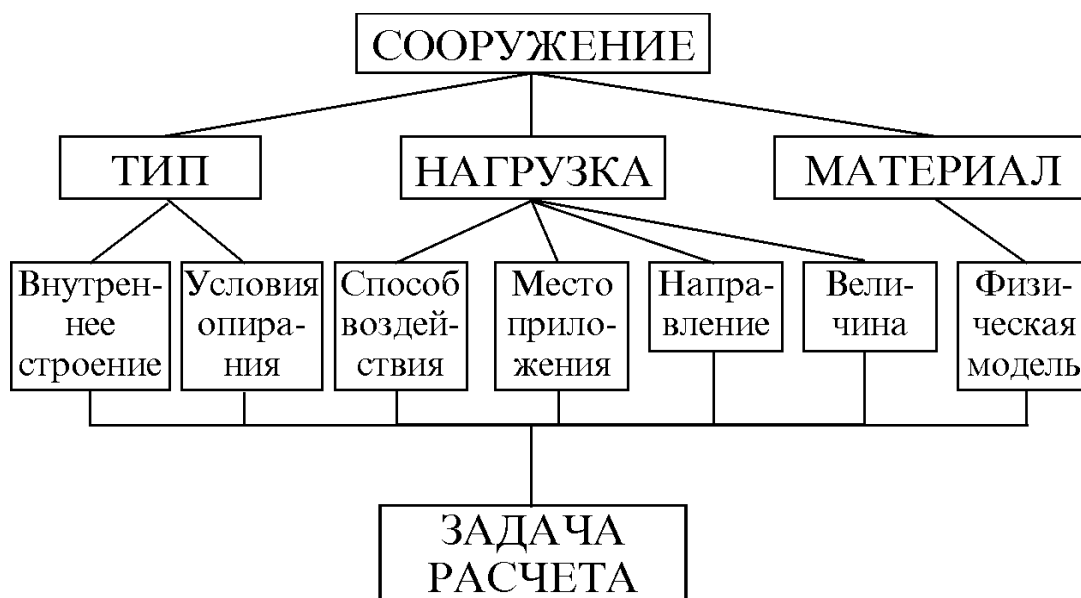 СООРУЖЕНИЕ
ТИП
НАГРУЗКА
МАТЕРИАЛ
Внутрен-
нее
строение
Условия
опира-
ния
Способ
воздей-
ствия
Место
прило-
жения
Направ-
вление
Вели-
чина
Физи-
ческая
модель
ЗАДАЧА
РАСЧЕТА